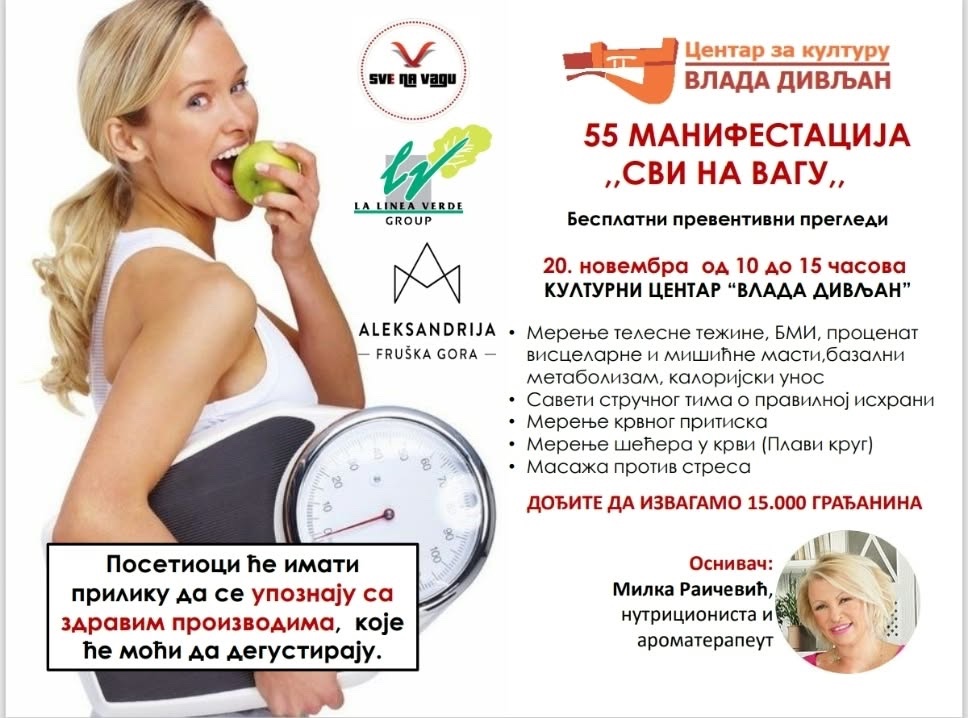 SVE NA VAGU
LA LINEA VERDE
GROUP
ALEKSANDRIJA
FRUŠKA GORA
Центар за културу
ВЛАДА ДИВЉАН
55 МАНИФЕСТАЦИЈА
,,СВИ НА ВАГУ,,
Бесплатни превентивни прегледи
20. новембра од 10 до 15 часова
КУЛТУРНИ ЦЕНТАР “ВЛАДА ДИВЉАН”
• Мерење телесне тежине, БМИ, проценат
висцеларне и мишићне масти,базални
метаболизам, калоријски унос
• Савети стручног тима о правилној исхрани
• Мерење крвног притиска
• Мерење шећера у крви (Плави круг)
• Масажа против стреса
ДОЂИТЕ ДА ИЗВАГАМО 15.000 ГРАЂАНИНА
Оснивач:
Милка Раичевић,
нутрициониста и
ароматерапеут
Посетиоци ће имати
прилику да се упознају са
здравим производима, које
ће моћи да дегустирају.